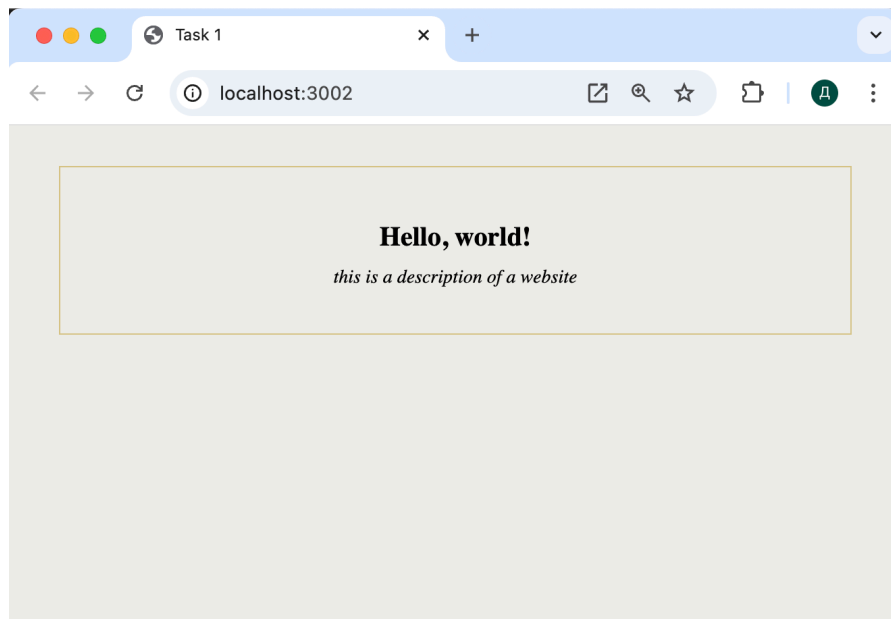 Task 1
localhost:3002
Д
Hello, world!
this is a description of a website